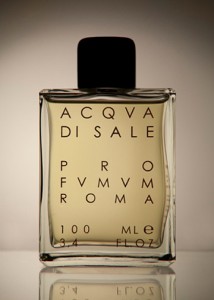 ACQVA
DI SALE
PRO
FVMVM
ROMA
100 ML e
3.4 FL OZ